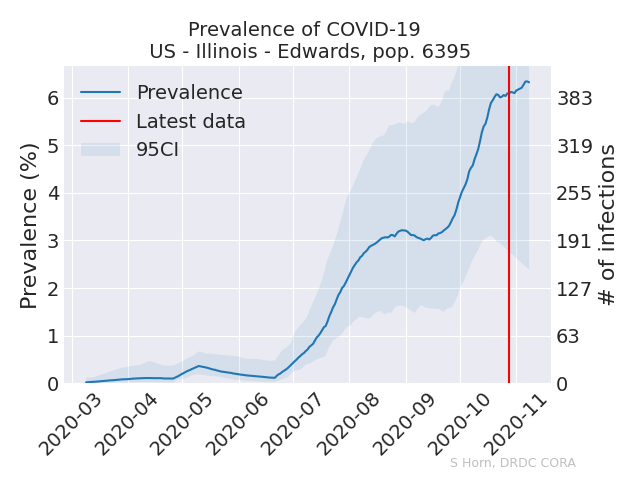 Prevalence of COVID-19
US - Illinois - Edwards, pop. 6395
Prevalence
Latest data
95CI
Prevalence (%)
6
5
4
3
2
1
0
383
319
255
191
127
63
0
# of infections
2020-03
2020-04
2020-05
2020-06
2020-07
2020-08
2020-09
2020-10
2020-11
S Horn, DRDC CORA